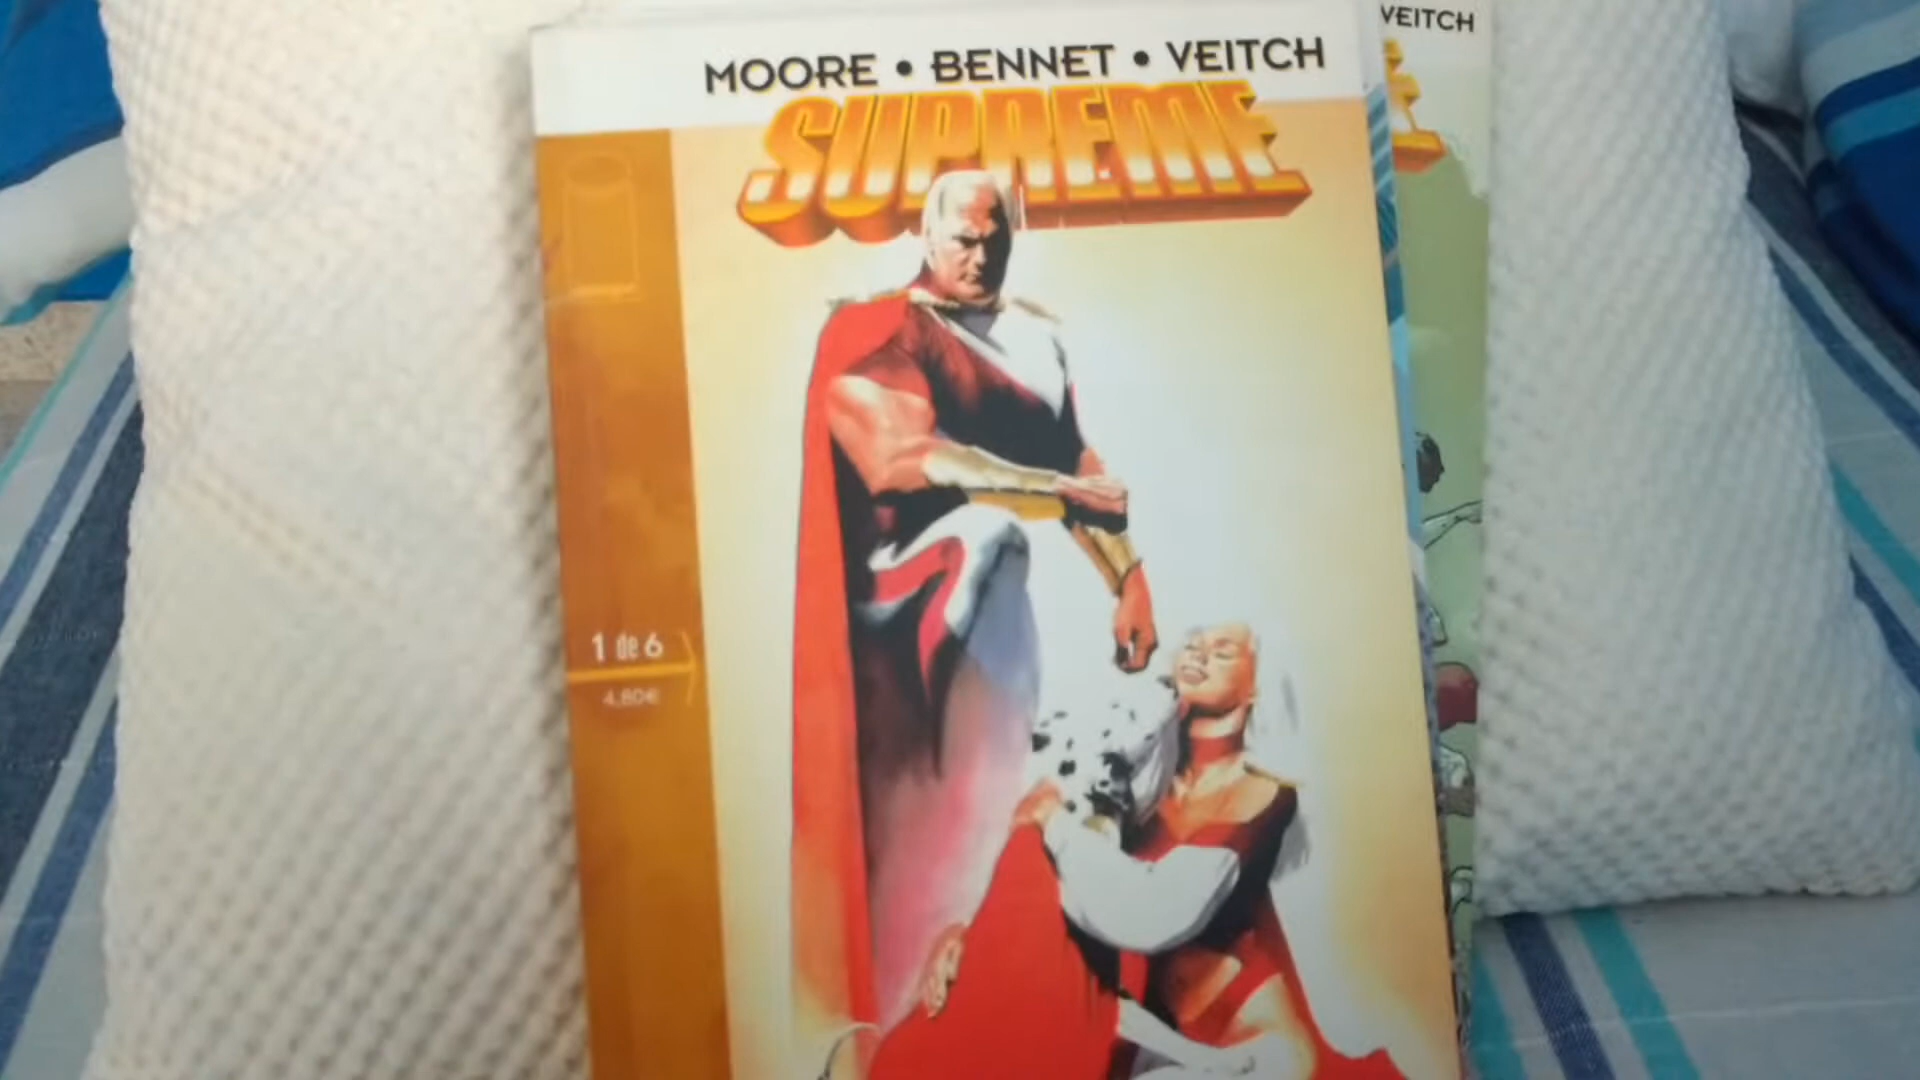 MOORE • BENNET • VEITCH
SUPREME
1 de 6
4,80€
VEITCH